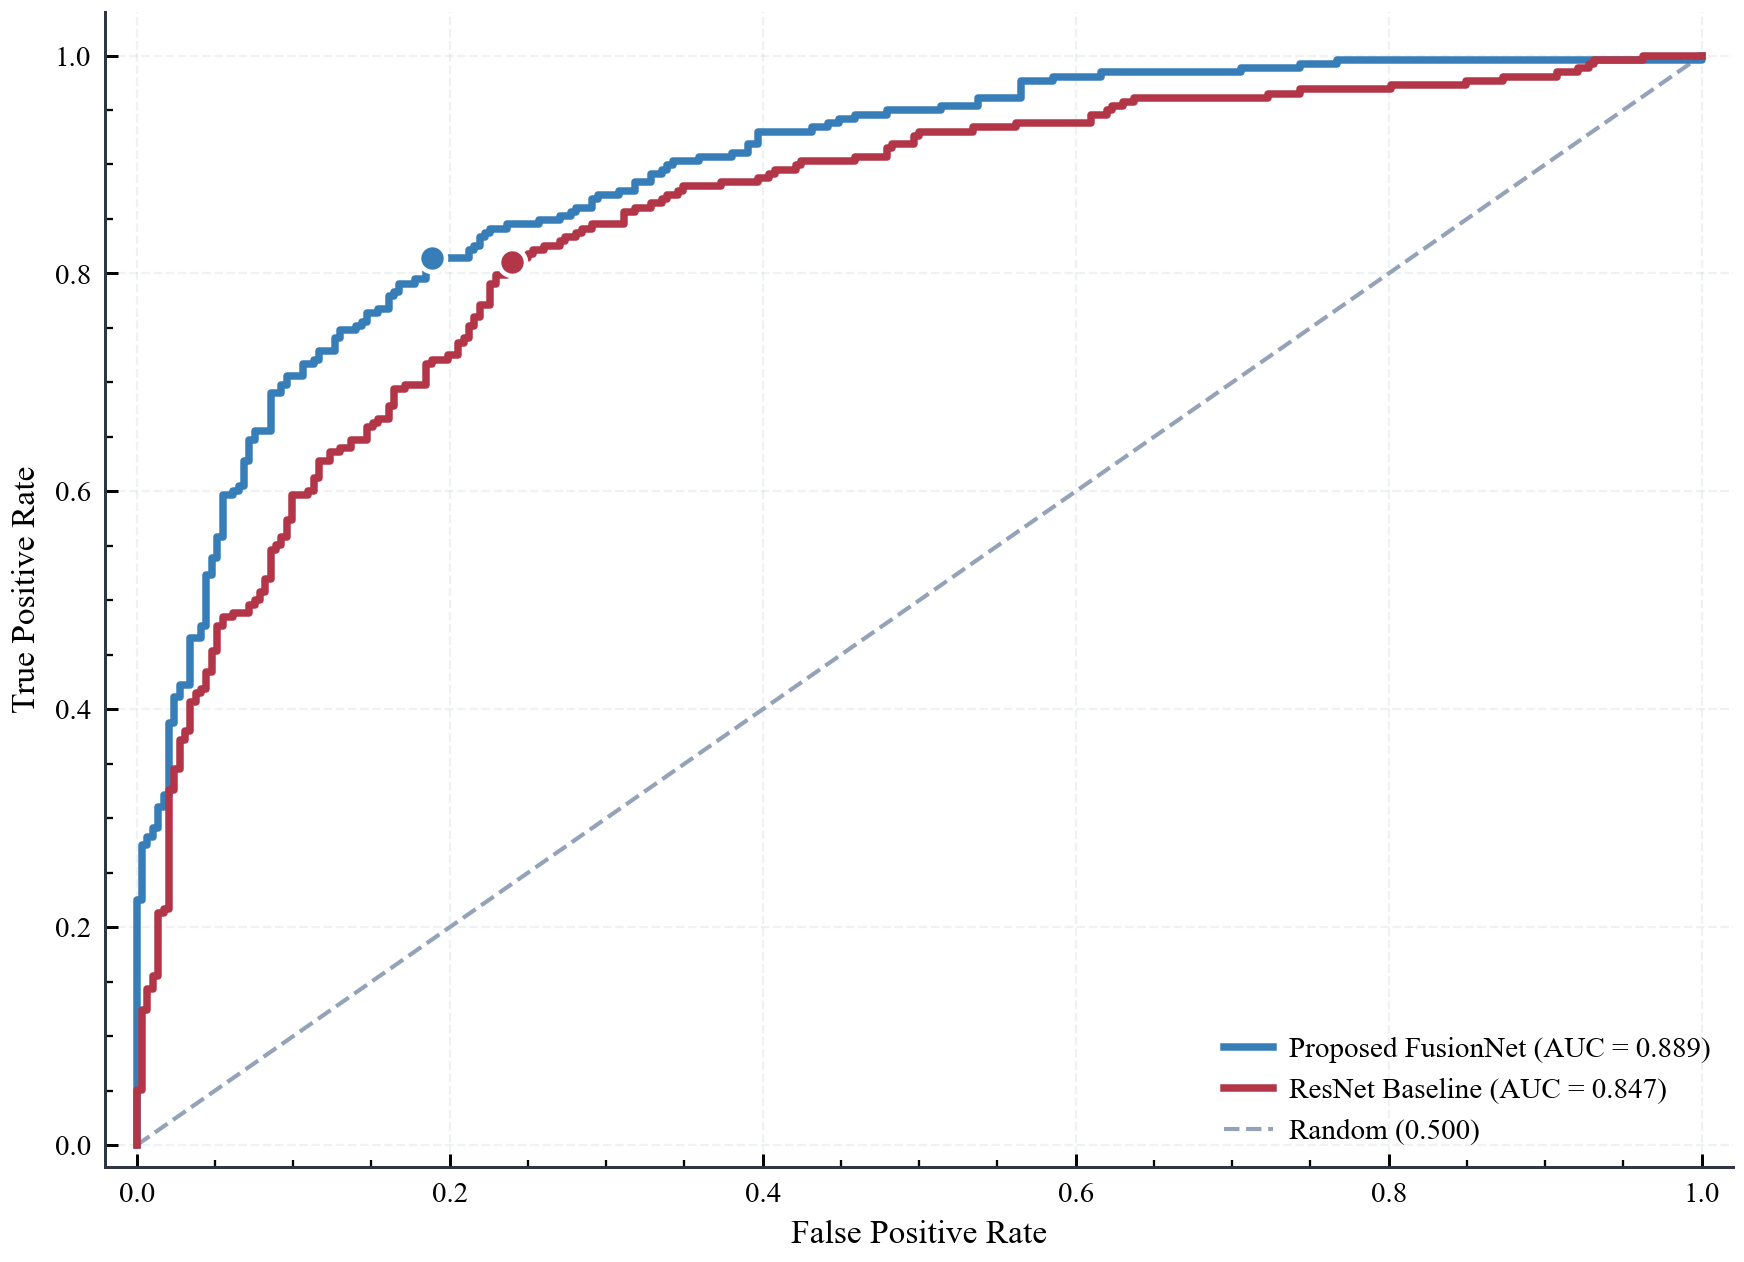 1.0
0.8
0.6
0.4
0.2
0.0
True Positive Rate
Proposed FusionNet (AUC = 0.889)
ResNet Baseline (AUC = 0.847)
Random (0.500)
0.0 0.2 0.4 0.6 0.8 1.0
False Positive Rate